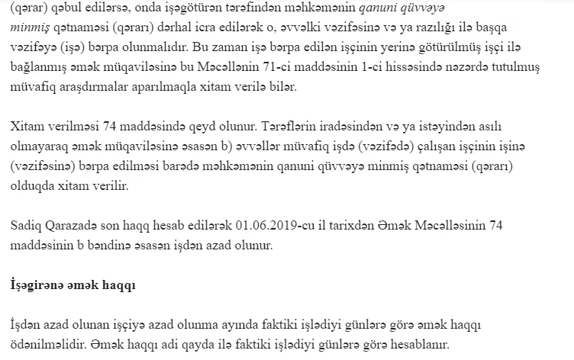 (qərar) qəbul edilərsə, onda işəgötürən tərəfindən məhkəmənin qanuni qüvvəyə
minmiş qətnaməsi (qərarı) dərhal icra edilərək o, əvvəlki vəzifəsinə və ya razılığı ilə başqa
vəzifəyə (işə) bərpa olunmalıdır. Bu zaman işə bərpa edilən işçinin yerinə götürülmüş işçi ilə
bağlanmış əmək müqaviləsinə bu Məcəllənin 71-ci maddəsinin 1-ci hissəsində nəzərdə tutulmuş
müvafiq araşdırmalar aparılmaqla xitam verilə bilər.
Xitam verilməsi 74 maddəsində qeyd olunur. Tərəflərin iradəsindən və ya istəyindən asılı
olmayaraq əmək müqaviləsinə əsasən b) əvvəllər müvafiq işdə (vəzifədə) çalışan işçinin işinə
(vəzifəsinə) bərpa edilməsi barədə məhkəmənin qanuni qüvvəyə minmiş qətnaməsi (qərarı)
olduqda xitam verilir.
Sadiq Qarazadə son haqq hesab edilərək 01.06.2019-cu il tarixdən Əmək Məcəlləsinin 74
maddəsinin b bəndinə əsasən işdən azad olunur.
İşəgirənə əmək haqqı
İşdən azad olunan işçiyə azad olunma ayında faktiki işlədiyi günlərə görə əmək haqqı
ödənilməlidir. Əmək haqqı adi qayda ilə faktiki işlədiyi günlərə görə hesablanır.